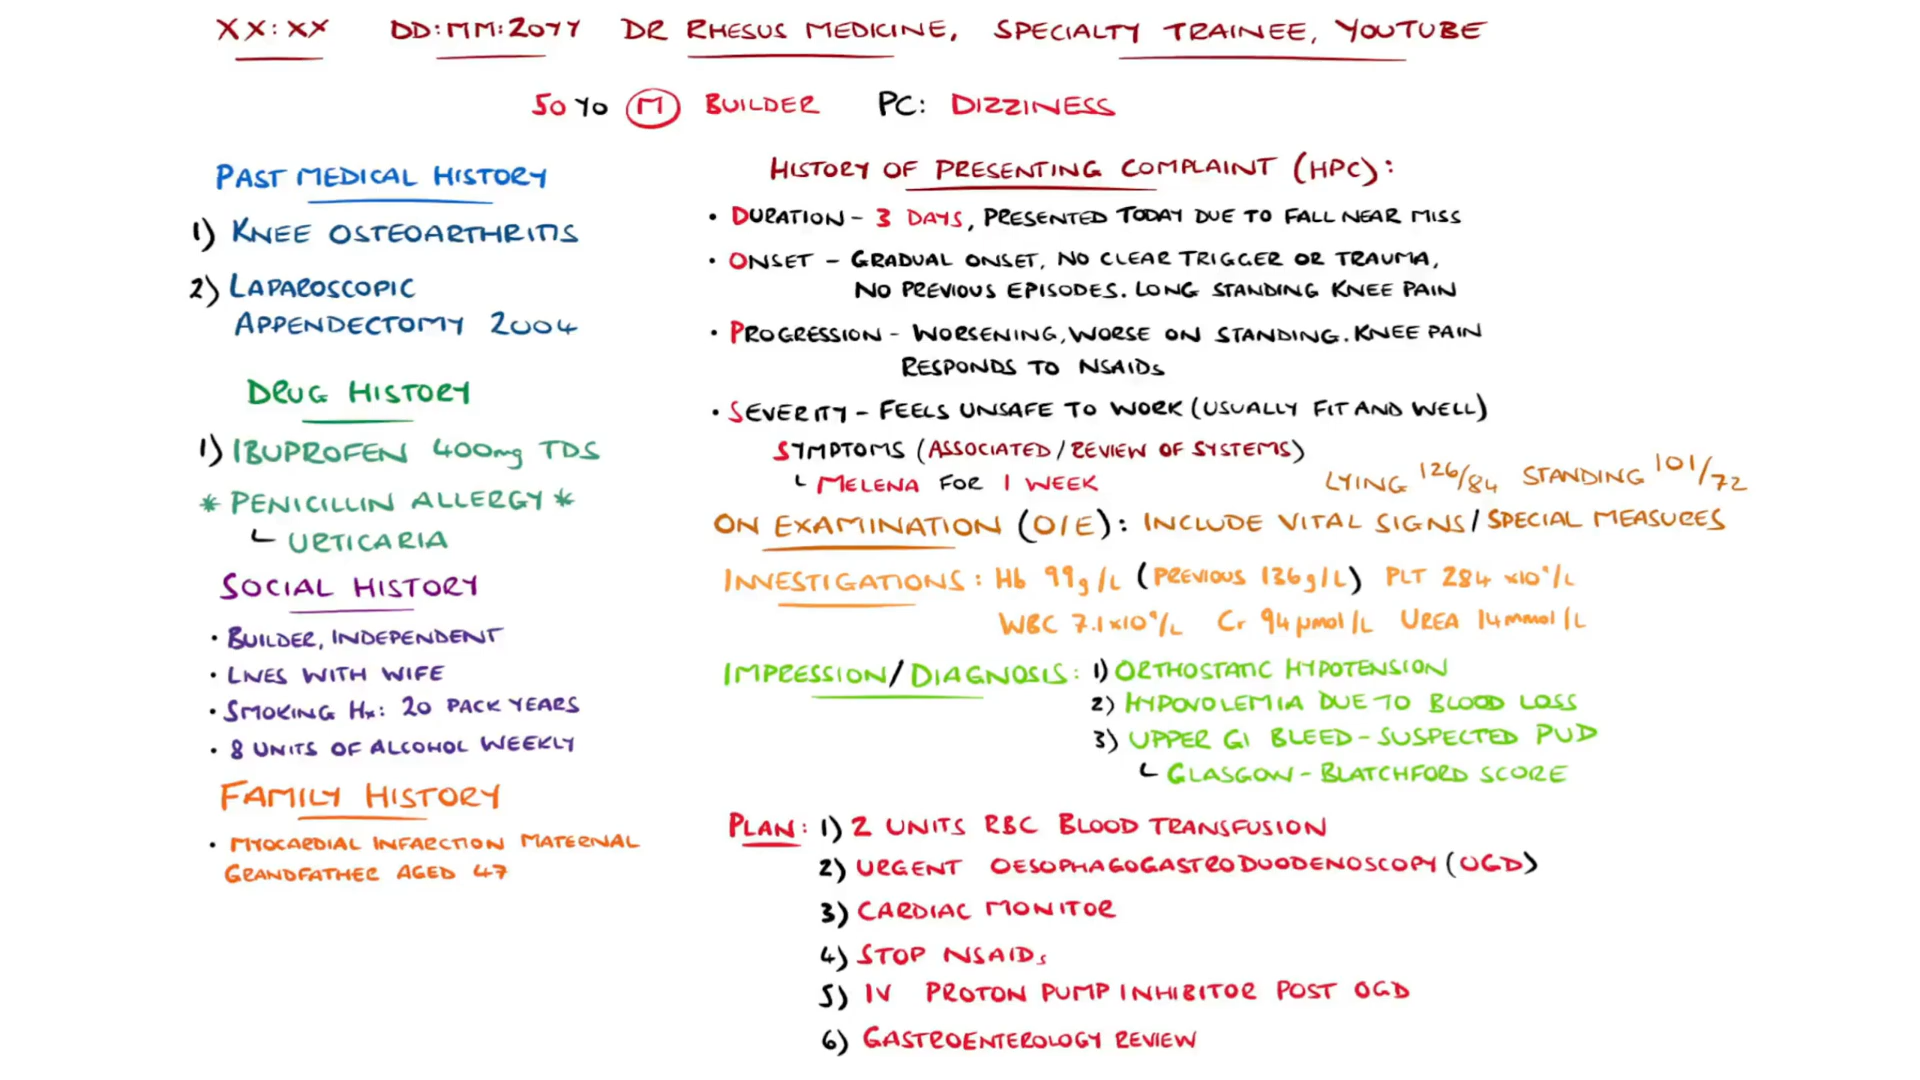 XX:XX DD:MM:20YY DR RHESUS MEDICINE, SPECIALTY TRAINEE, YOUTUBE
50 YO M BUILDER PC: DIZZINESS
PAST MEDICAL HISTORY
1) KNEE OSTEOARTHRITIS
2) LAPAROSCOPIC
APPENDECTOMY 2004
DRUG HISTORY
1) IBUPROFEN 400mg TDS
* PENICILLIN ALLERGY *
URTICARIA
SOCIAL HISTORY
• BUILDER, INDEPENDENT
• LIVES WITH WIFE
• SMOKING Hx: 20 PACK YEARS
• 8 UNITS OF ALCOHOL WEEKLY
FAMILY HISTORY
• MYOCARDIAL INFARCTION MATERNAL
GRANDFATHER AGED 47
HISTORY OF PRESENTING COMPLAINT (HPC):
• DURATION - 3 DAYS, PRESENTED TODAY DUE TO FALL NEAR MISS
• ONSET - GRADUAL ONSET, NO CLEAR TRIGGER OR TRAUMA,
NO PREVIOUS EPISODES. LONG STANDING KNEE PAIN
• PROGRESSION - WORSENING, WORSE ON STANDING. KNEE PAIN
RESPONDS TO NSAIDs
• SEVERITY - FEELS UNSAFE TO WORK (USUALLY FIT AND WELL)
SYMPTOMS (ASSOCIATED/REVIEW OF SYSTEMS)
MELENA FOR 1 WEEK
LYING 126/84 STANDING 101/72
ON EXAMINATION (O/E): INCLUDE VITAL SIGNS/SPECIAL MEASURES
INVESTIGATIONS: Hb 99g/L (PREVIOUS 136g/L) PLT 284 x10⁹/L
WBC 7.1x10⁹/L Cr 94 µmol/L UREA 14mmol/L
IMPRESSION/DIAGNOSIS: 1) ORTHOSTATIC HYPOTENSION
2) HYPOVOLEMIA DUE TO BLOOD LOSS
3) UPPER GI BLEED - SUSPECTED PUD
GLASGOW-BLATCHFORD SCORE
PLAN: 1) 2 UNITS RBC BLOOD TRANSFUSION
2) URGENT OESOPHAGOGASTRODUODENOSCOPY (OGD)
3) CARDIAC MONITOR
4) STOP NSAIDs
5) IV PROTON PUMP INHIBITOR POST OGD
6) GASTROENTEROLOGY REVIEW